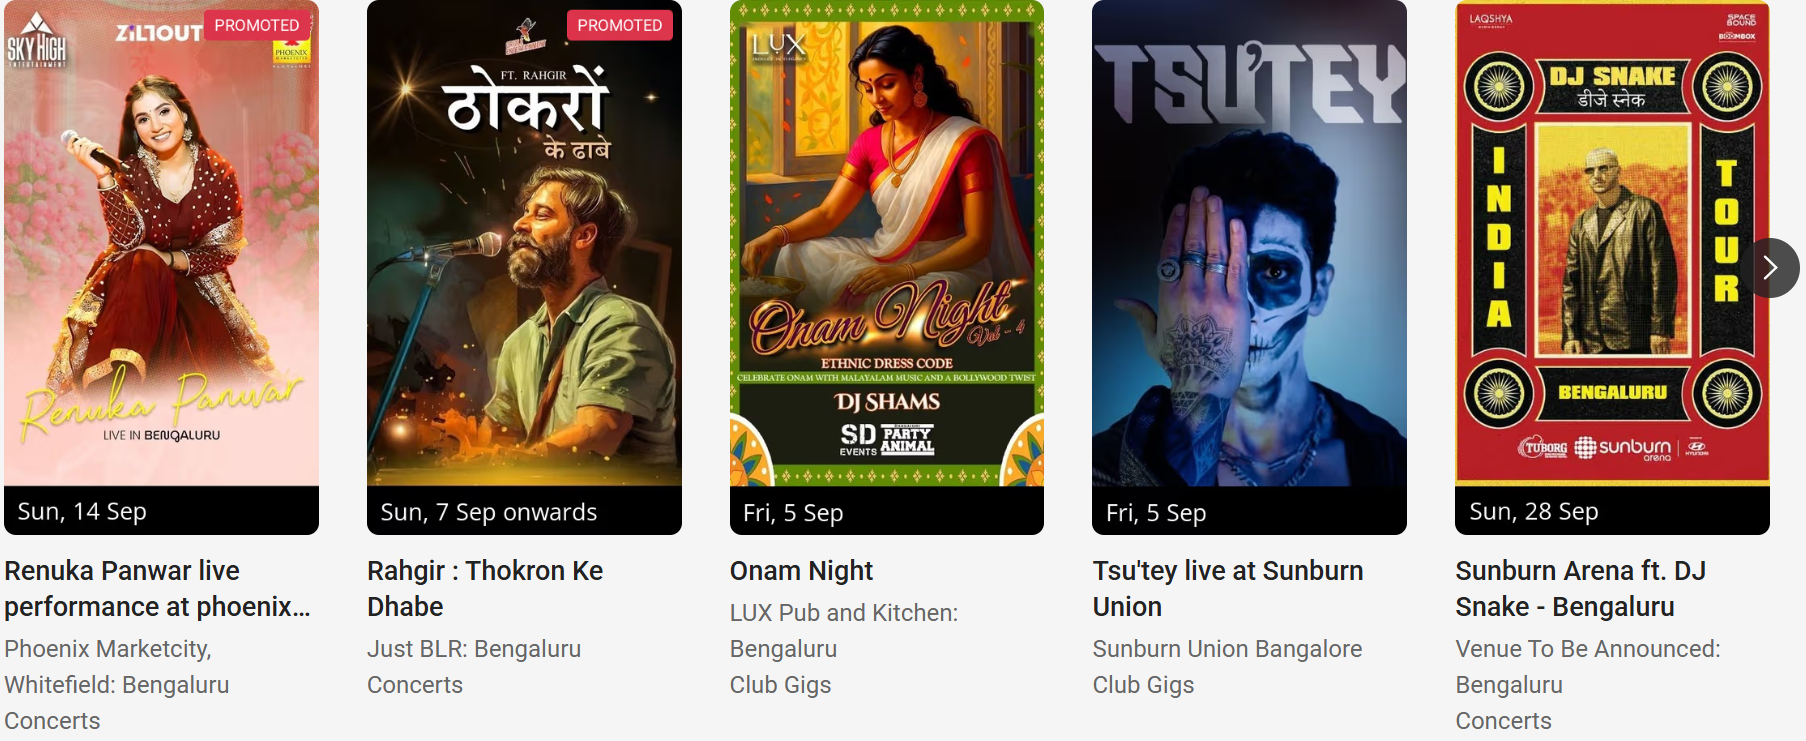 SKY HIGH
ENTERTAINMENT
ZILLOUT
PROMOTED
PHOENIX
MARKETCITY
Renuka Panwar
LIVE IN BENGALURU
Sun, 14 Sep
Renuka Panwar live
performance at phoenix...
Phoenix Marketcity,
Whitefield: Bengaluru
Concerts
PROMOTED
FT. RAHGIR
ठोकरों
के ढाबे
Sun, 7 Sep onwards
Rahgir : Thokron Ke
Dhabe
Just BLR: Bengaluru
Concerts
LUX
Onam Night
Vol - 4
ETHNIC DRESS CODE
CELEBRATE ONAM WITH MALAYALAM MUSIC AND A BOLLYWOOD TWIST
DJ SHAMS
SD
EVENTS
PARTY
ANIMAL
Fri, 5 Sep
Onam Night
LUX Pub and Kitchen:
Bengaluru
Club Gigs
TSU'TEY
Fri, 5 Sep
Tsu'tey live at Sunburn
Union
Sunburn Union Bangalore
Club Gigs
LAQSHYA
SPACE
BOUND
BOOMBOX
DJ SNAKE
डीजे स्नेक
INDIA
TOUR
BENGALURU
TUBORG
sunburn
arena
HYUNDAI
Sun, 28 Sep
Sunburn Arena ft. DJ
Snake - Bengaluru
Venue To Be Announced:
Bengaluru
Concerts